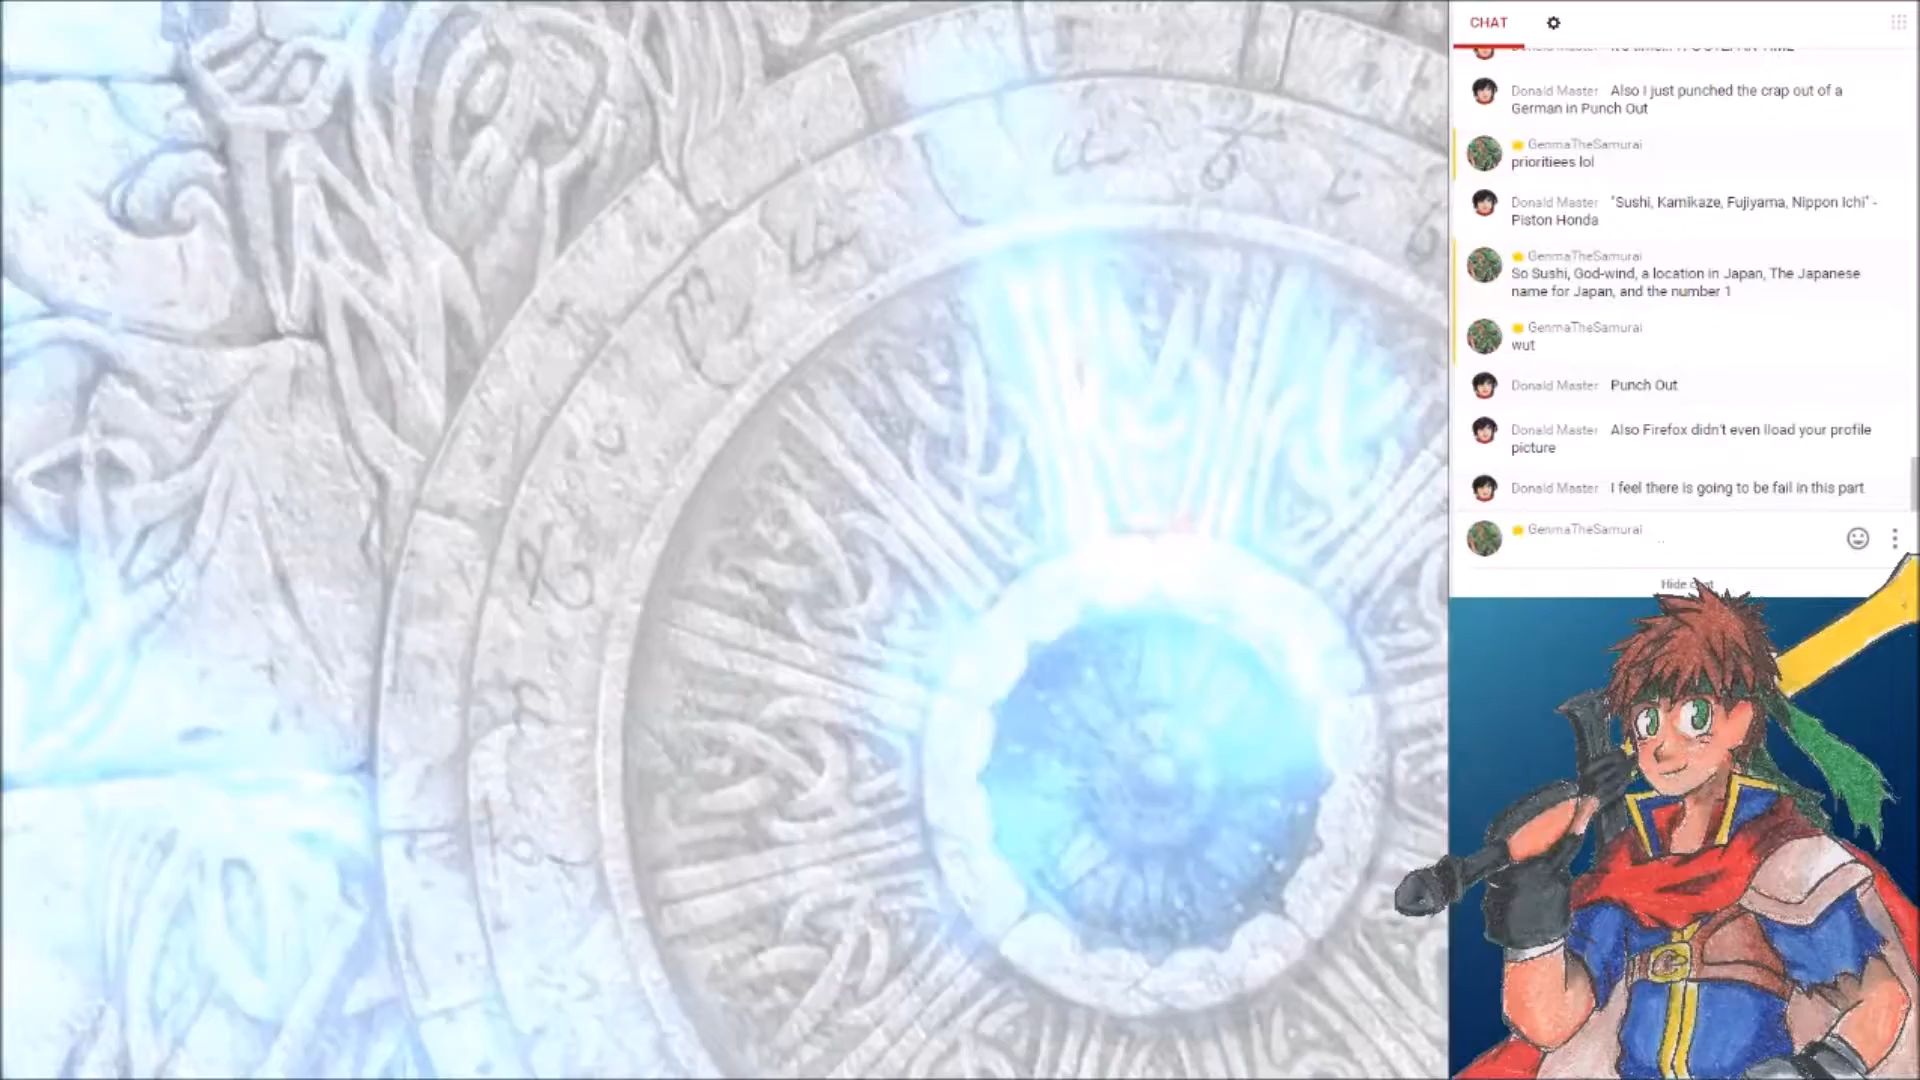 CHAT
Donald Master Also I just punched the crap out of a
German in Punch Out
GenmaTheSamurai
prioritiees lol
Donald Master "Sushi, Kamikaze, Fujiyama, Nippon Ichi" -
Piston Honda
GenmaTheSamurai
So Sushi, God-wind, a location in Japan, The Japanese
name for Japan, and the number 1
GenmaTheSamurai
wut
Donald Master Punch Out
Donald Master Also Firefox didn't even lload your profile
picture
Donald Master I feel there is going to be fail in this part
GenmaTheSamurai
Hide chat